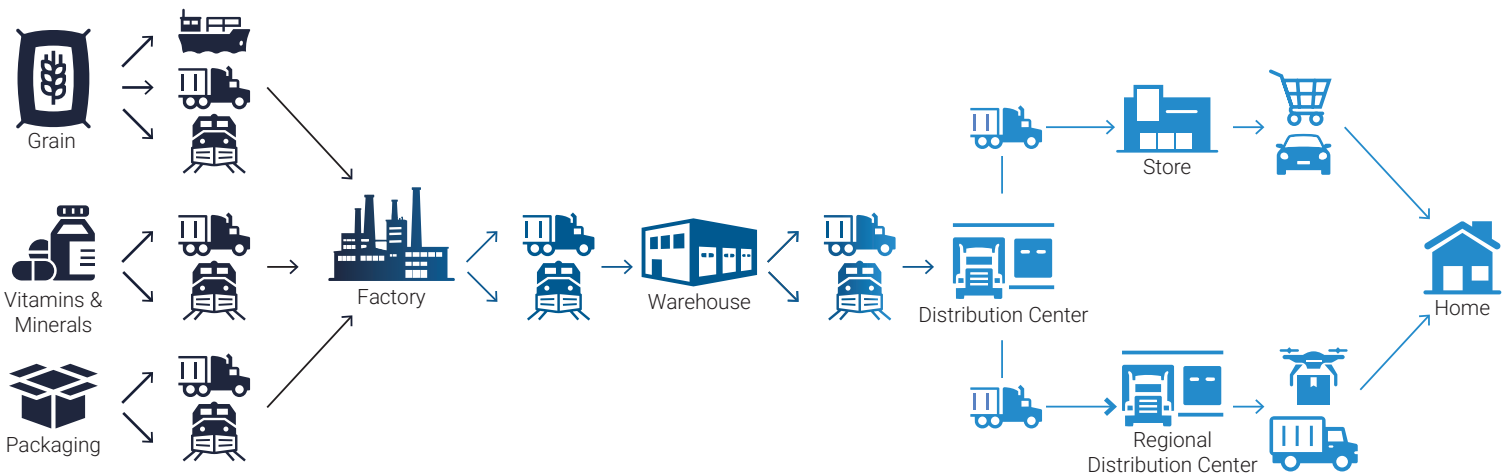 Grain
Vitamins &
Minerals
Packaging
Factory
Warehouse
Distribution Center
Store
Regional
Distribution Center
Home